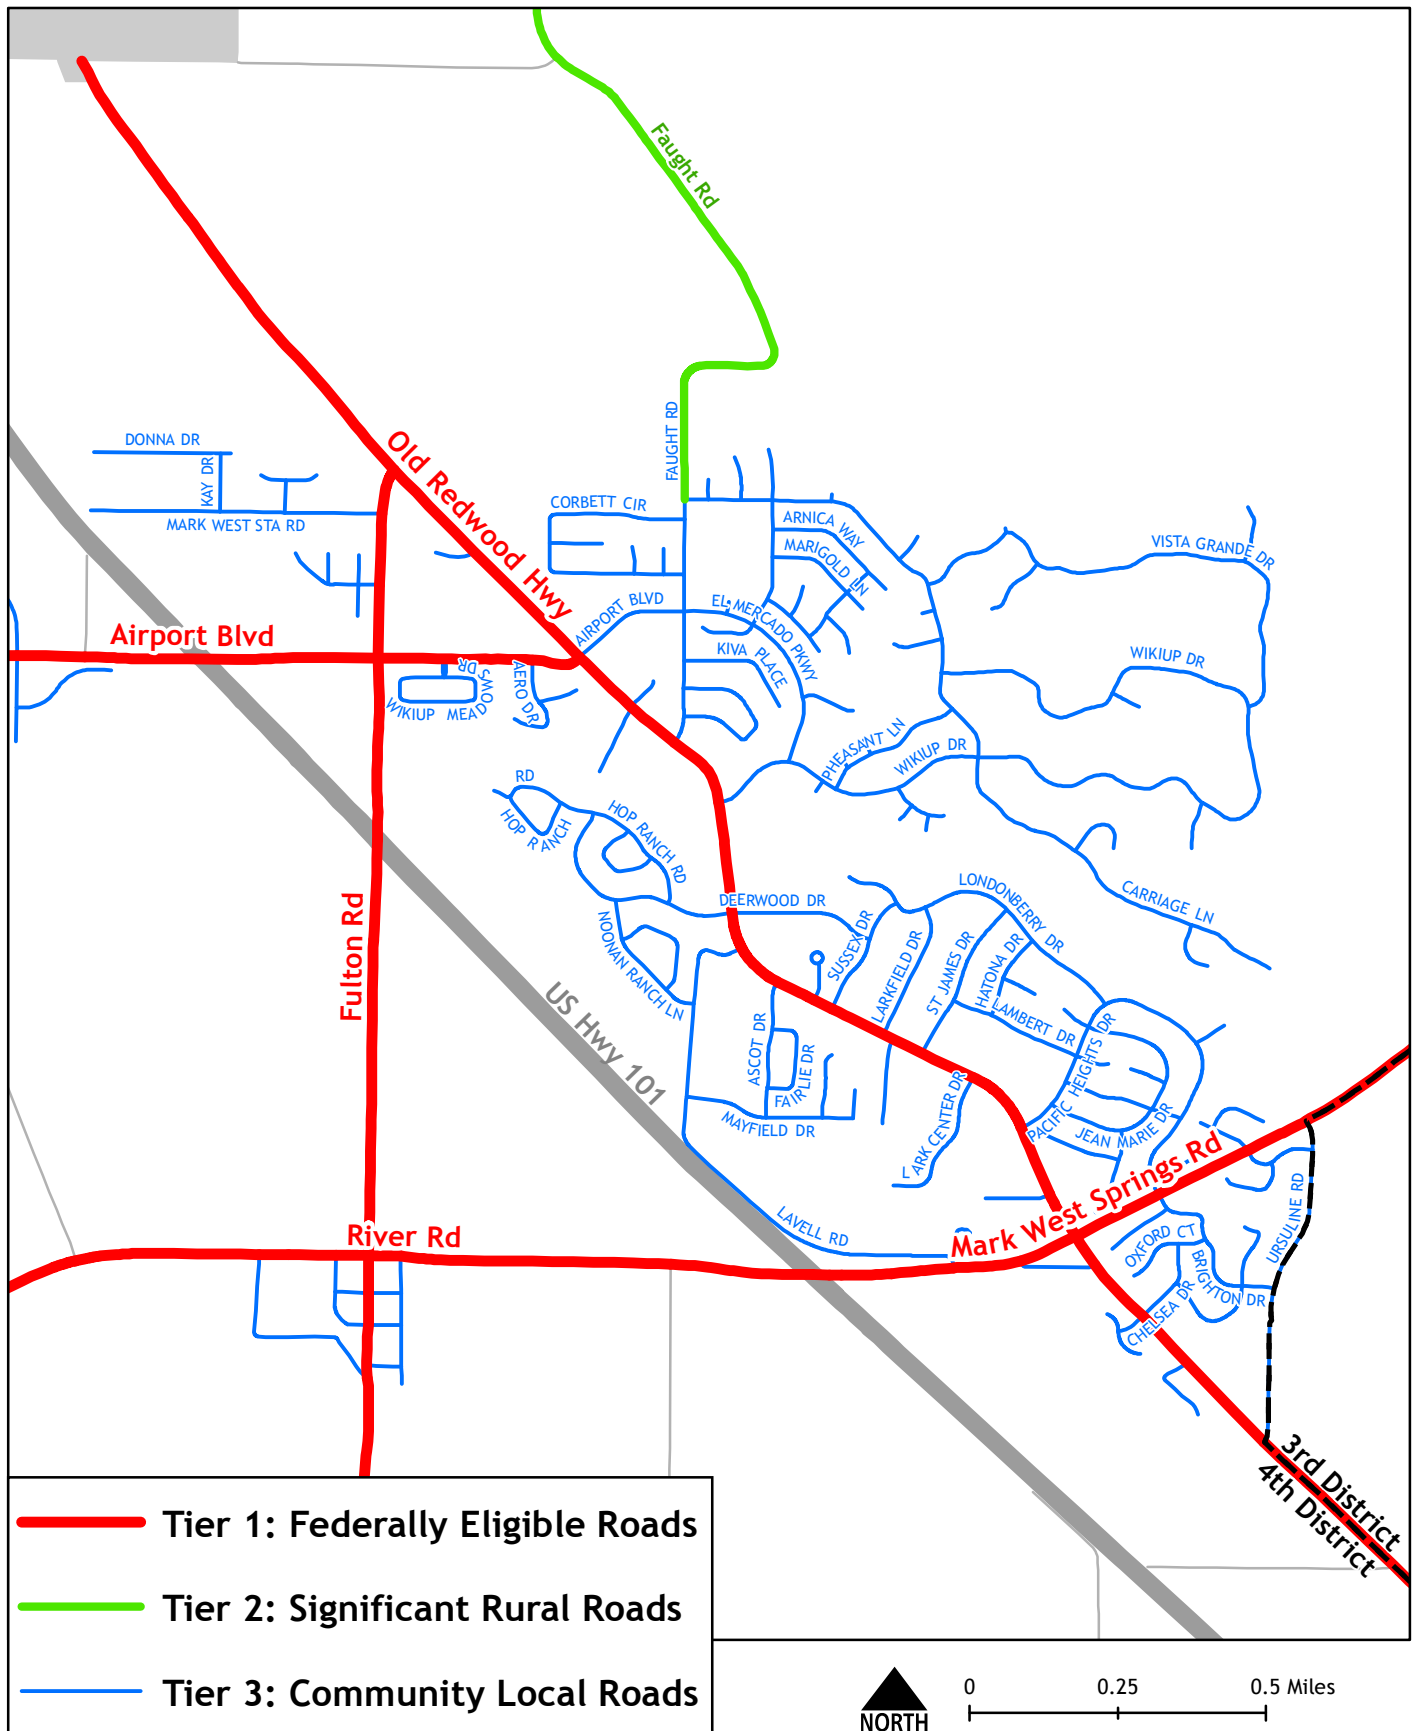 Faught Rd
FAUGHT RD
DONNA DR
KAY DR
MARK WEST STA RD
Old Redwood Hwy
CORBETT CIR
ARNICA WAY
MARIGOLD LN
VISTA GRANDE DR
AIRPORT BLVD
EL MERCADO PKWY
Airport Blvd
KIVA PLACE
WIKIUP DR
WIKIUP MEADOWS DR
AERO DR
PHEASANT LN
WIKIUP DR
HOP RANCH RD
HOP RANCH RD
DEERWOOD DR
LONDONBERRY DR
CARRIAGE LN
Fulton Rd
NOONAN RANCH LN
SUSSEX DR
LARKFIELD DR
ST JAMES DR
HATONA DR
LAMBERT DR
US Hwy 101
ASCOT DR
FAIRLIE DR
MAYFIELD DR
PACIFIC HEIGHTS DR
JEAN MARIE DR
ARK CENTER DR
Mark West Springs Rd
River Rd
LAVELL RD
OXFORD CT
BRIGHTON DR
URSULINE RD
CHELSEA DR
3rd District
4th District
Tier 1: Federally Eligible Roads
Tier 2: Significant Rural Roads
Tier 3: Community Local Roads
NORTH
0 0.25 0.5 Miles